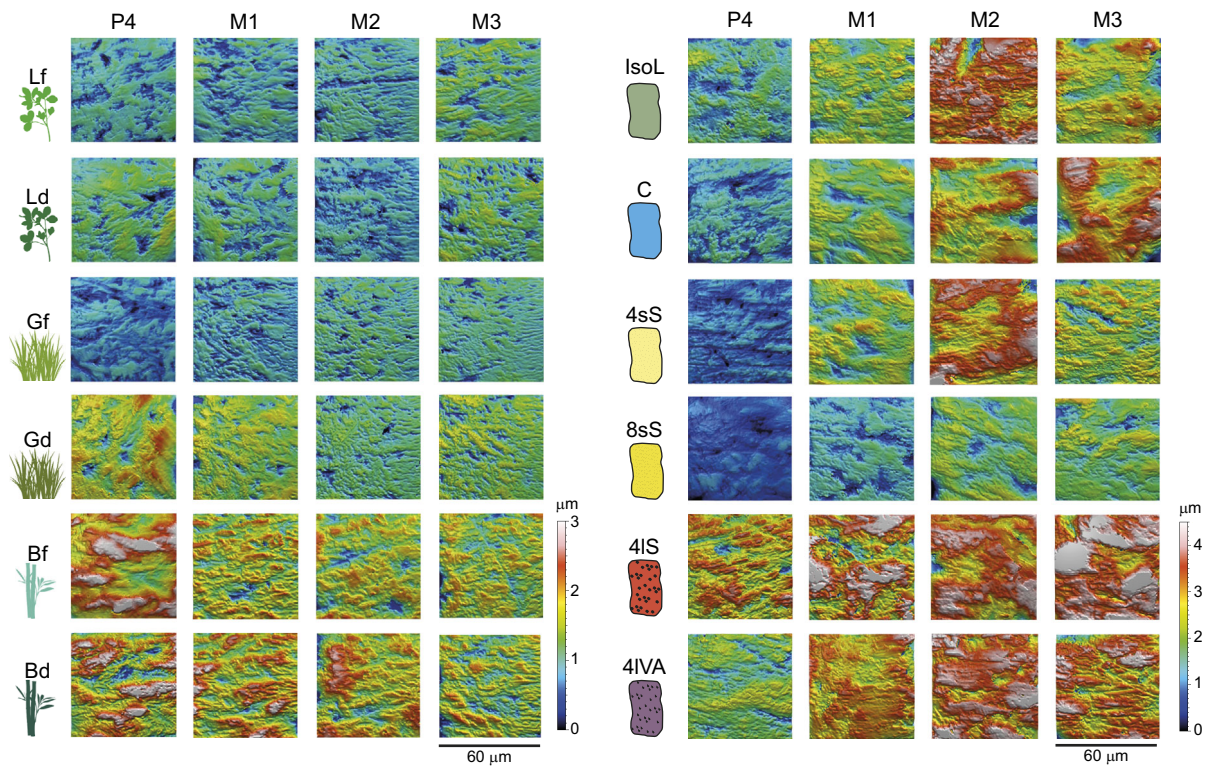 P4 M1 M2 M3
Lf
Ld
Gf
Gd
Bf
Bd
μm
3
2
1
0
60 μm
P4 M1 M2 M3
IsoL
C
4sS
8sS
4lS
4lVA
μm
4
3
2
1
0
60 μm